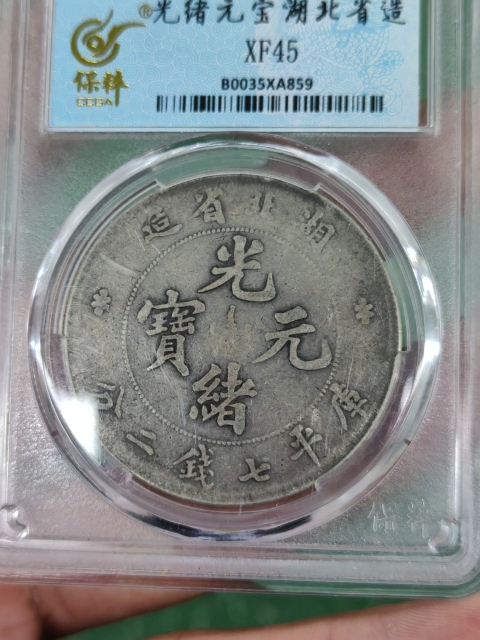 ®光绪元宝湖北省造
XF45
保粹
BBGA
B0035XA859
湖北省造
光緒元寶
庫平七錢二分
保粹